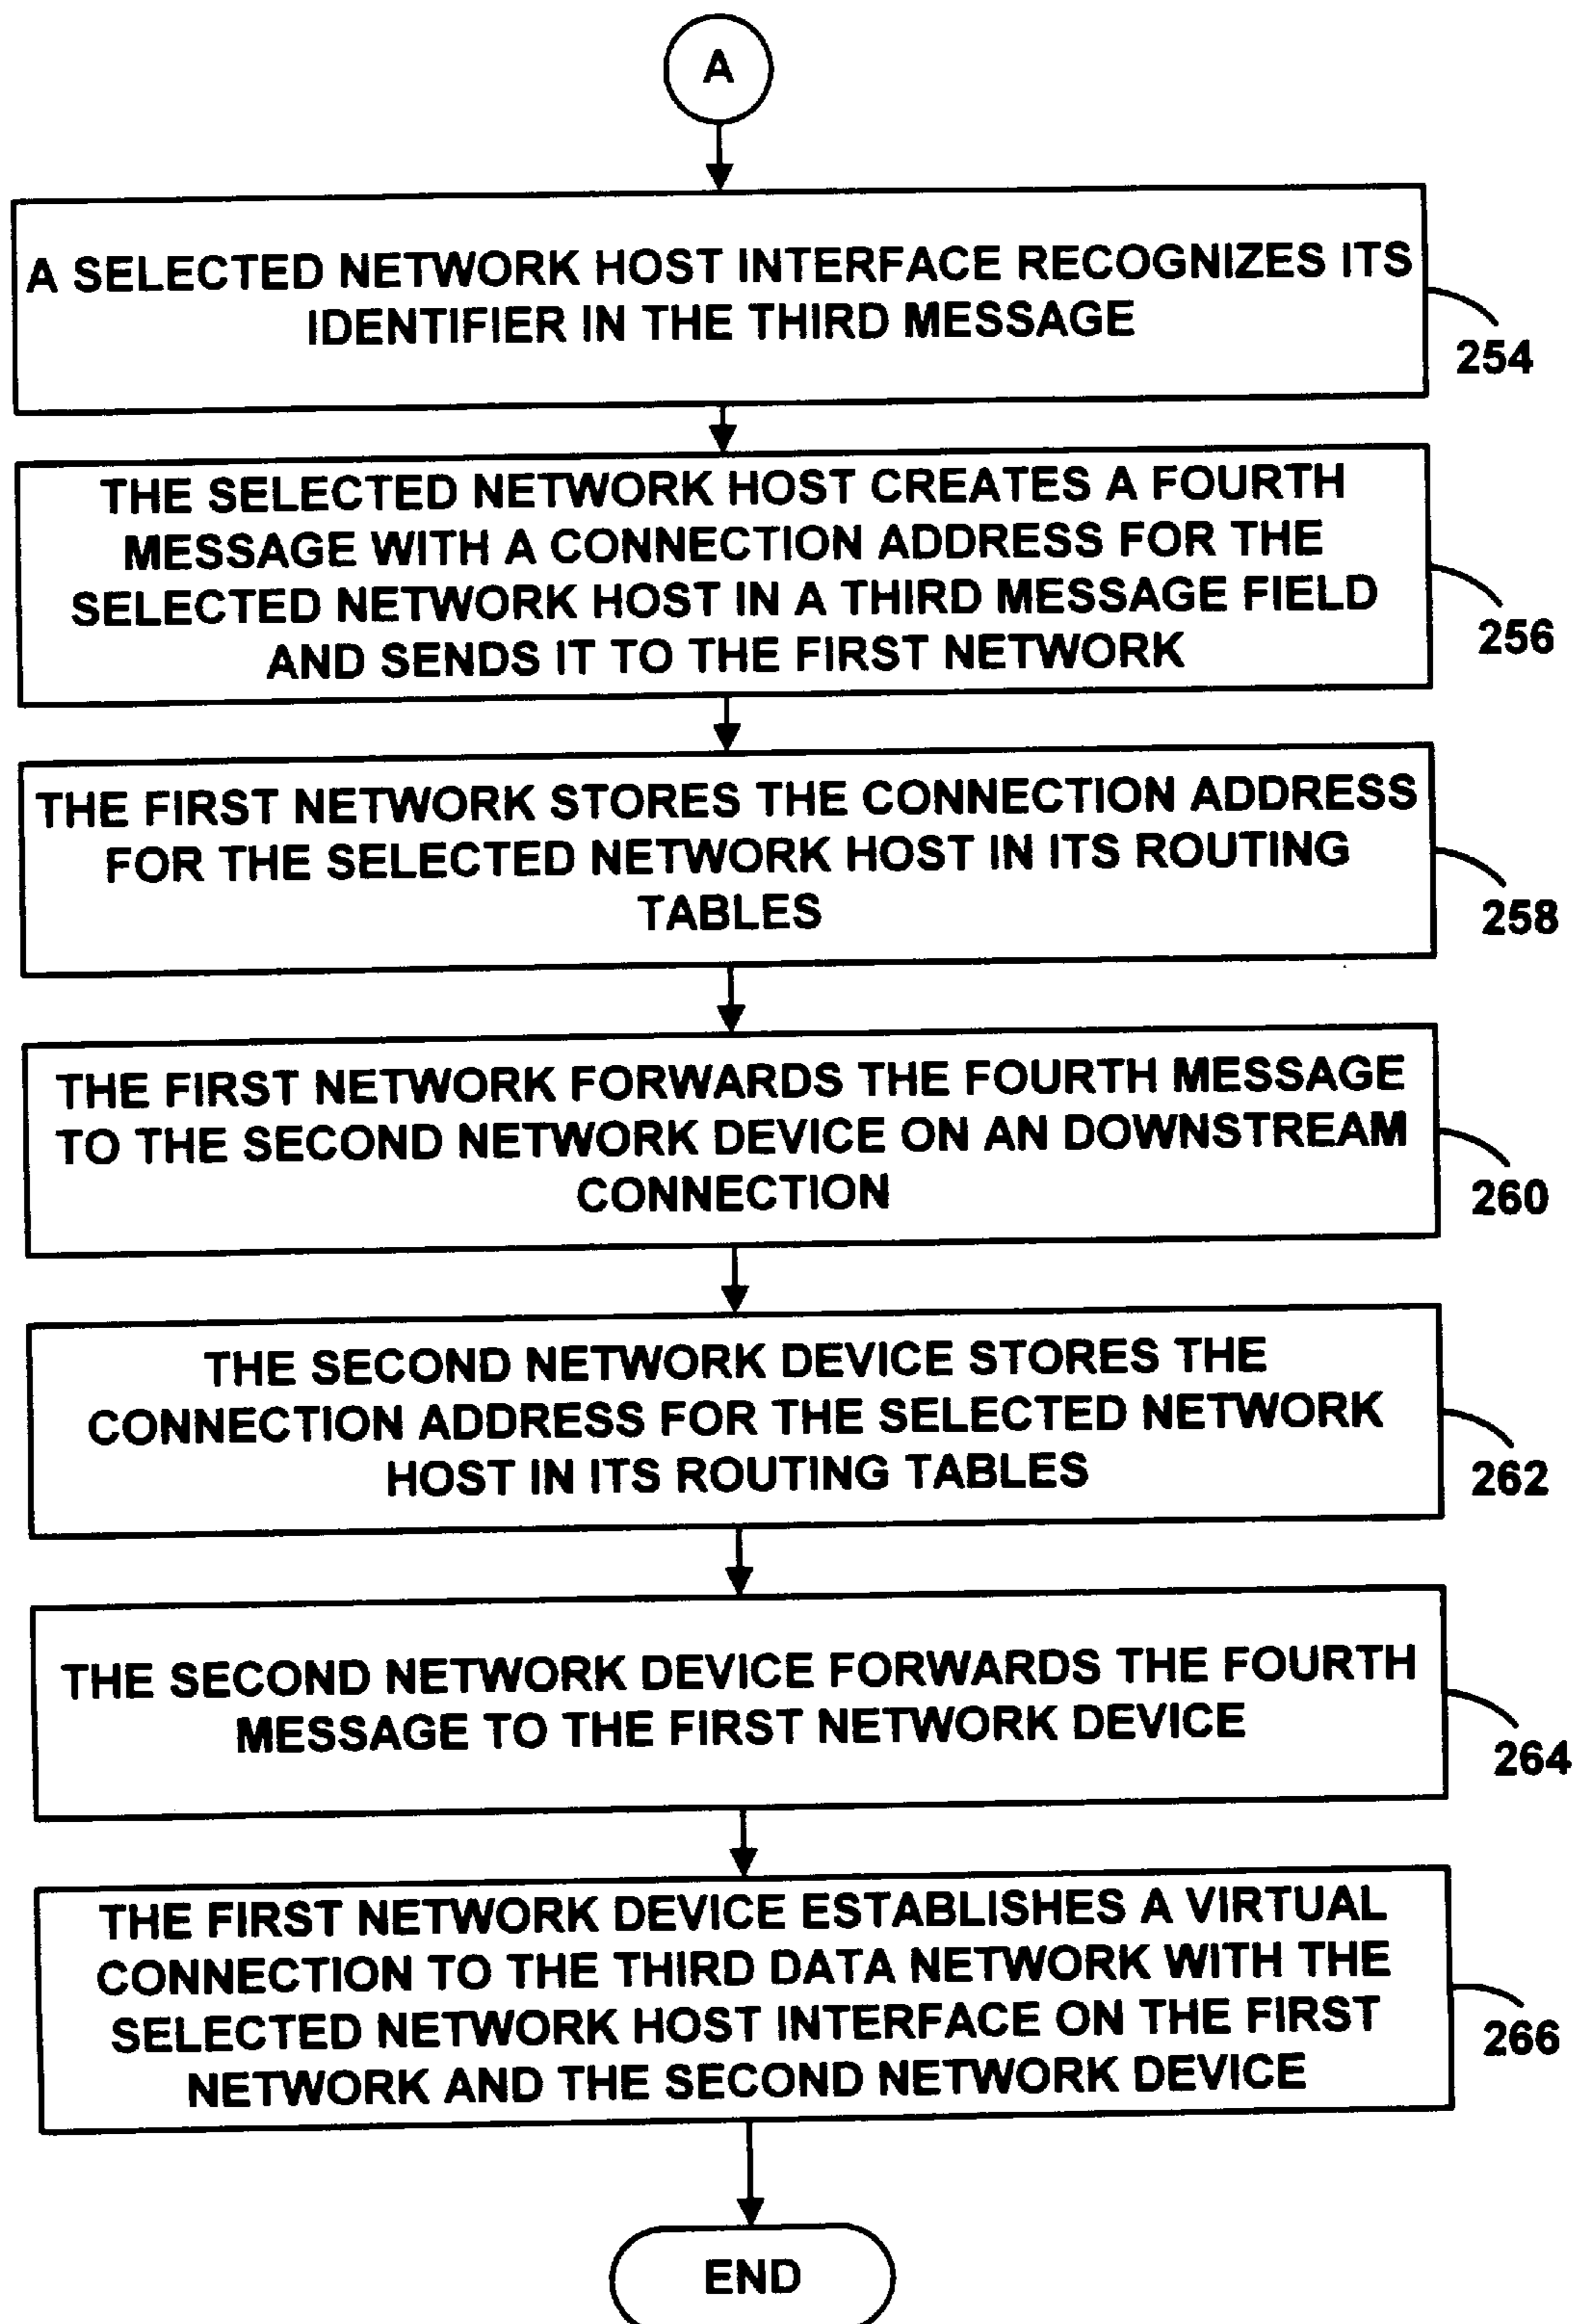 A
A SELECTED NETWORK HOST INTERFACE RECOGNIZES ITS
IDENTIFIER IN THE THIRD MESSAGE
254
THE SELECTED NETWORK HOST CREATES A FOURTH
MESSAGE WITH A CONNECTION ADDRESS FOR THE
SELECTED NETWORK HOST IN A THIRD MESSAGE FIELD
AND SENDS IT TO THE FIRST NETWORK
256
THE FIRST NETWORK STORES THE CONNECTION ADDRESS
FOR THE SELECTED NETWORK HOST IN ITS ROUTING
TABLES
258
THE FIRST NETWORK FORWARDS THE FOURTH MESSAGE
TO THE SECOND NETWORK DEVICE ON AN DOWNSTREAM
CONNECTION
260
THE SECOND NETWORK DEVICE STORES THE
CONNECTION ADDRESS FOR THE SELECTED NETWORK
HOST IN ITS ROUTING TABLES
262
THE SECOND NETWORK DEVICE FORWARDS THE FOURTH
MESSAGE TO THE FIRST NETWORK DEVICE
264
THE FIRST NETWORK DEVICE ESTABLISHES A VIRTUAL
CONNECTION TO THE THIRD DATA NETWORK WITH THE
SELECTED NETWORK HOST INTERFACE ON THE FIRST
NETWORK AND THE SECOND NETWORK DEVICE
266
END